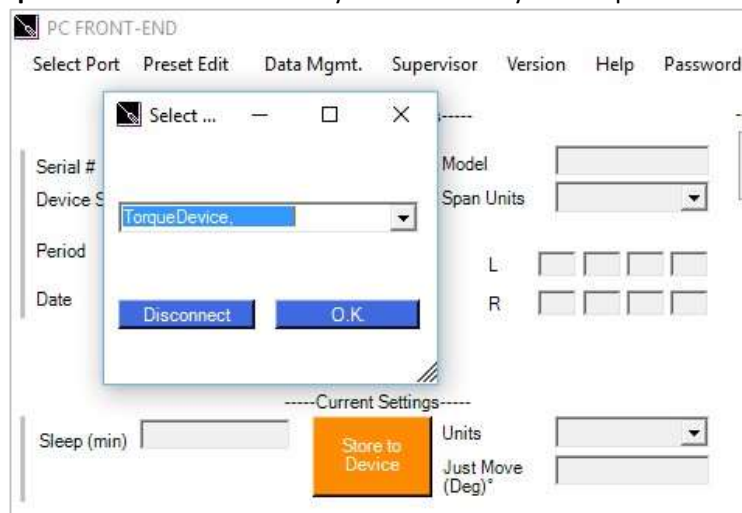 PC FRONT-END
Select Port Preset Edit Data Mgmt. Supervisor Version Help Password
Select ...
Serial # Model
Device S Span Units
TorqueDevice,
Period L
Date R
Disconnect O.K.
-----Current Settings-----
Sleep (min) Store to Device Units
Just Move (Deg)°